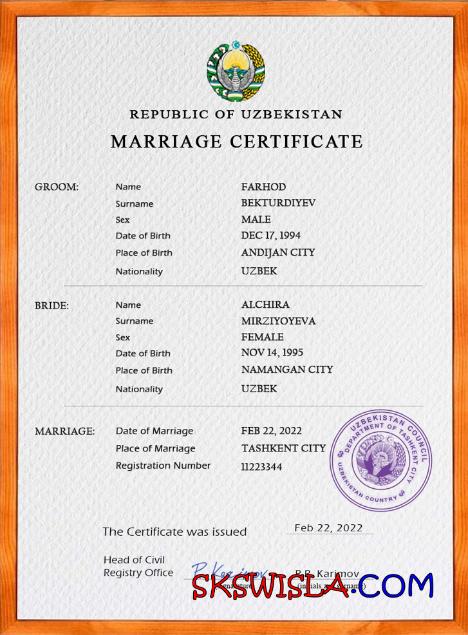 REPUBLIC OF UZBEKISTAN
MARRIAGE CERTIFICATE
GROOM: Name FARHOD
Surname BEKTURDIYEV
Sex MALE
Date of Birth DEC 17, 1994
Place of Birth ANDIJAN CITY
Nationality UZBEK
BRIDE: Name ALCHIRA
Surname MIRZIYOYEVA
Sex FEMALE
Date of Birth NOV 14, 1995
Place of Birth NAMANGAN CITY
Nationality UZBEK
MARRIAGE: Date of Marriage FEB 22, 2022
Place of Marriage TASHKENT CITY
Registration Number 11223344
UZBEKISTAN COUNCIL
DEPARTMENT OF TASHKENT CITY
UZBEKISTAN COUNTRY
The Certificate was issued Feb 22, 2022
Head of Civil
Registry Office P. Karimov P.P. Karimov
SKSWISLA.COM